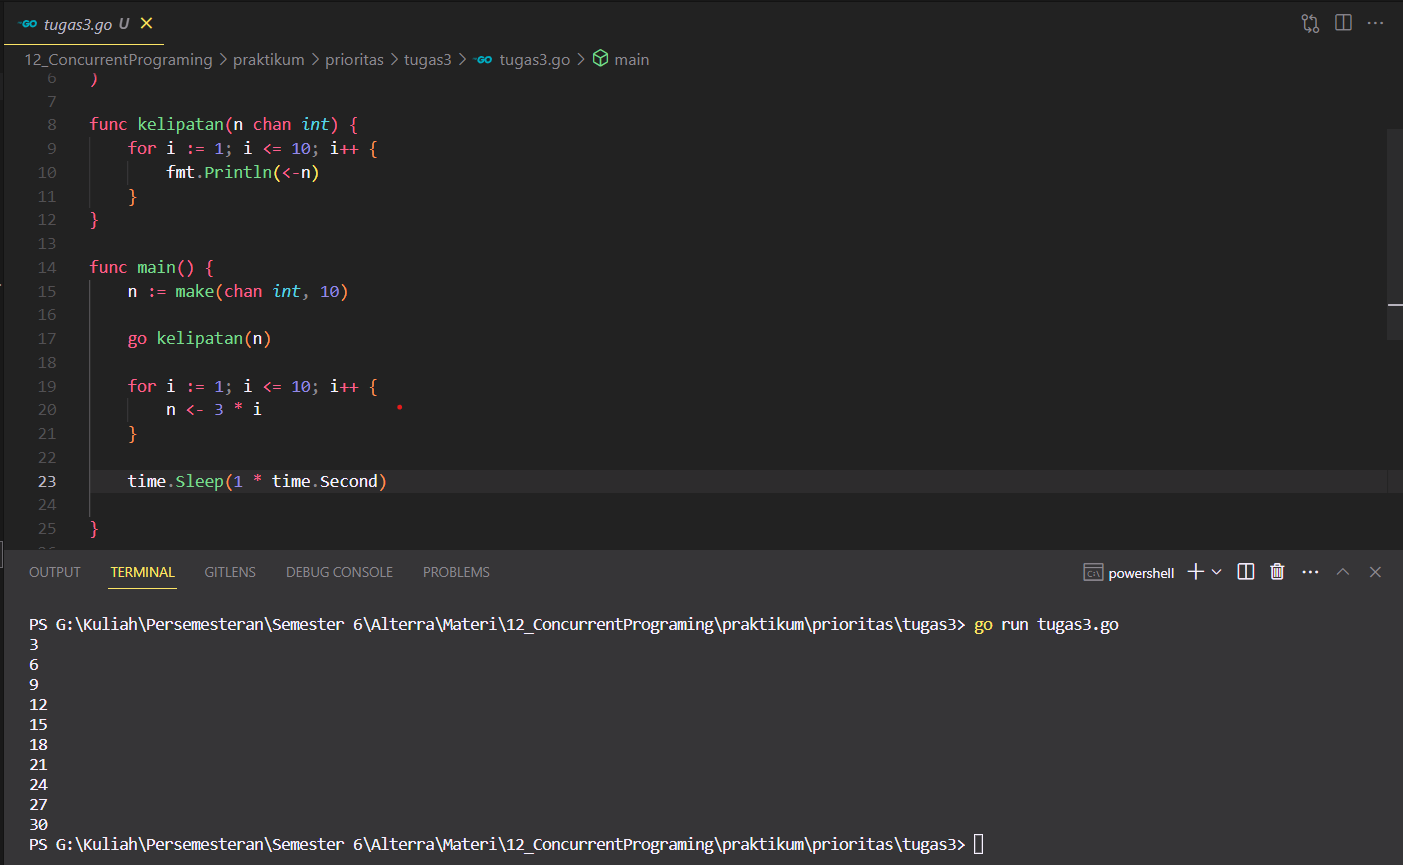 GO tugas3.go U
12_ConcurrentPrograming > praktikum > prioritas > tugas3 > GO tugas3.go > main
6 )
7
8 func kelipatan(n chan int) {
9 for i := 1; i <= 10; i++ {
10 fmt.Println(<-n)
11 }
12 }
13
14 func main() {
15 n := make(chan int, 10)
16
17 go kelipatan(n)
18
19 for i := 1; i <= 10; i++ {
20 n <- 3 * i
21 }
22
23 time.Sleep(1 * time.Second)
24
25 }
OUTPUT TERMINAL GITLENS DEBUG CONSOLE PROBLEMS powershell
PS G:\Kuliah\Persemesteran\Semester 6\Alterra\Materi\12_ConcurrentPrograming\praktikum\prioritas\tugas3> go run tugas3.go
3
6
9
12
15
18
21
24
27
30
PS G:\Kuliah\Persemesteran\Semester 6\Alterra\Materi\12_ConcurrentPrograming\praktikum\prioritas\tugas3>